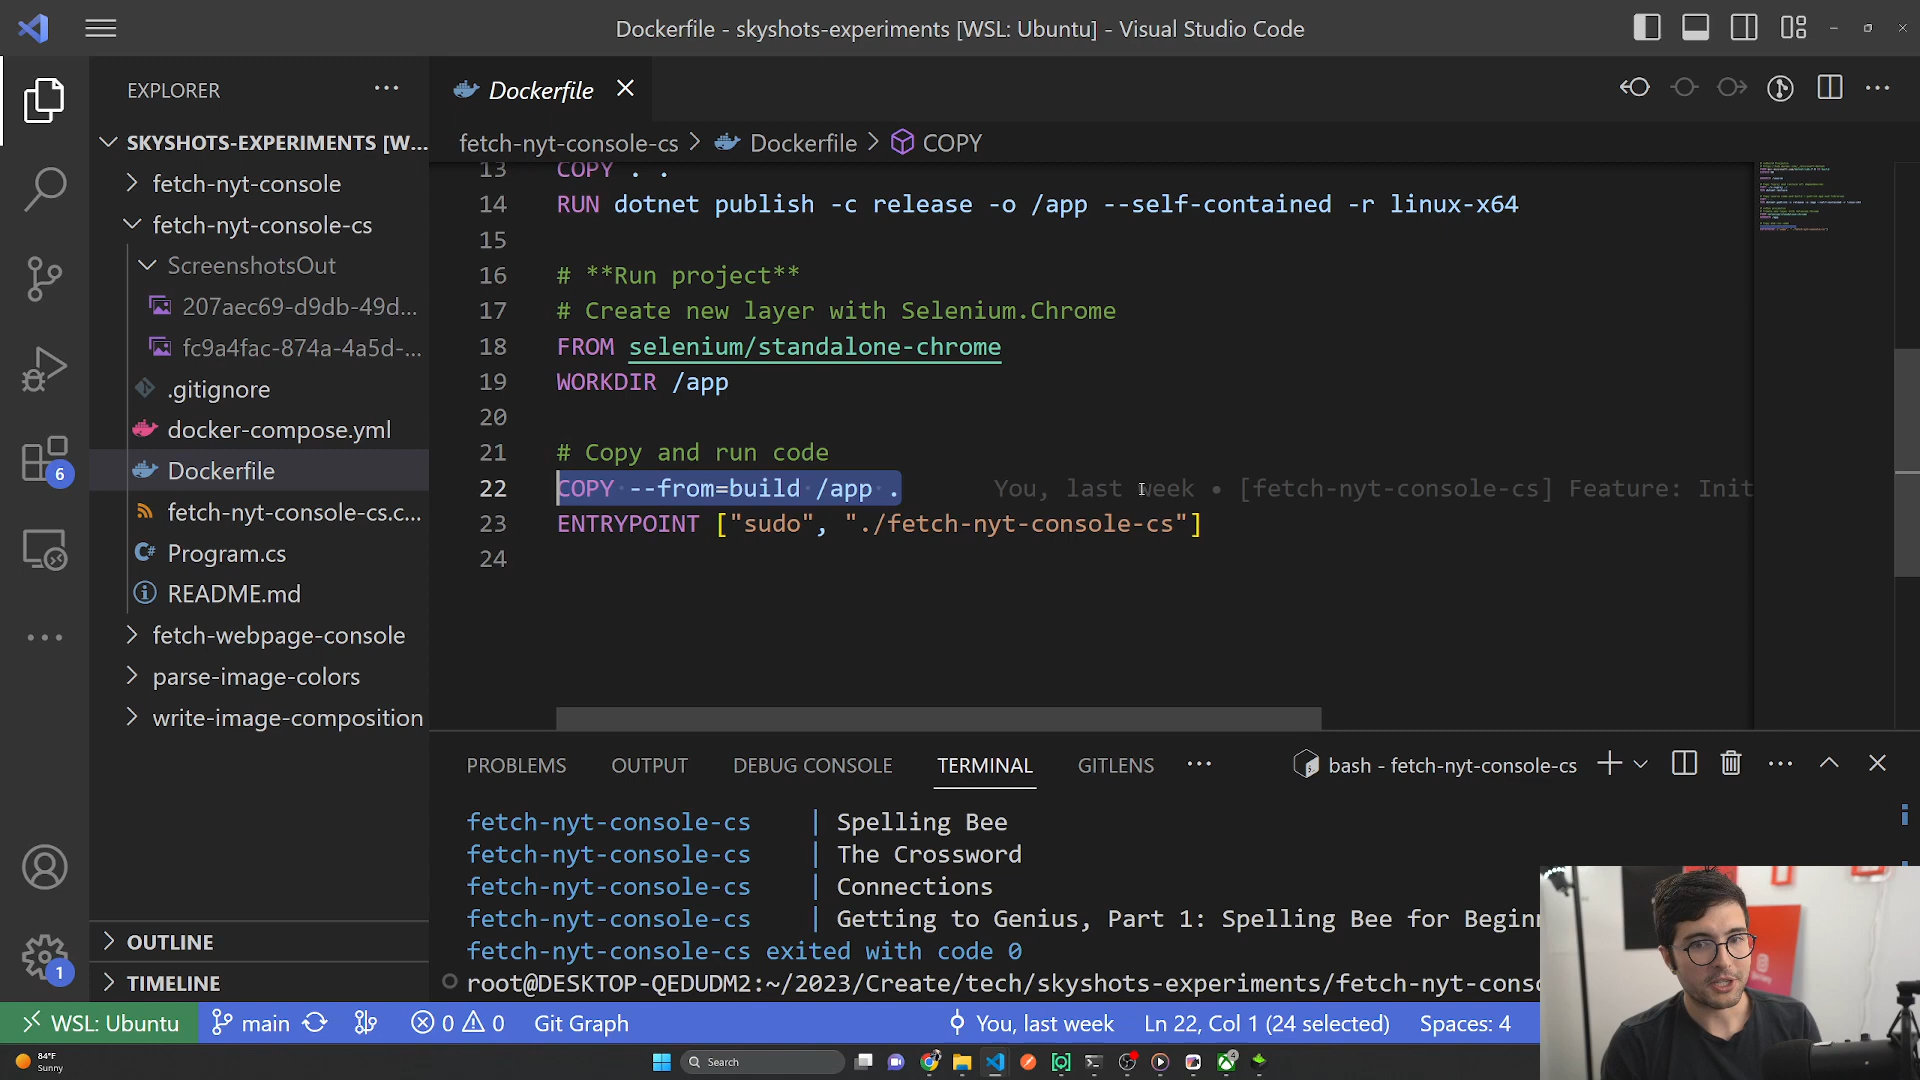 Dockerfile - skyshots-experiments [WSL: Ubuntu] - Visual Studio Code
EXPLORER
SKYSHOTS-EXPERIMENTS [W...
fetch-nyt-console
fetch-nyt-console-cs
ScreenshotsOut
207aec69-d9db-49d...
fc9a4fac-874a-4a5d-...
.gitignore
docker-compose.yml
Dockerfile
fetch-nyt-console-cs.c...
Program.cs
README.md
fetch-webpage-console
parse-image-colors
write-image-composition
OUTLINE
TIMELINE
6
1
Dockerfile
fetch-nyt-console-cs > Dockerfile > COPY
13 COPY . .
14 RUN dotnet publish -c release -o /app --self-contained -r linux-x64
15
16 # **Run project**
17 # Create new layer with Selenium.Chrome
18 FROM selenium/standalone-chrome
19 WORKDIR /app
20
21 # Copy and run code
22 COPY --from=build /app . You, last week • [fetch-nyt-console-cs] Feature: Init
23 ENTRYPOINT ["sudo", "./fetch-nyt-console-cs"]
24
PROBLEMS OUTPUT DEBUG CONSOLE TERMINAL GITLENS ... bash - fetch-nyt-console-cs
fetch-nyt-console-cs | Spelling Bee
fetch-nyt-console-cs | The Crossword
fetch-nyt-console-cs | Connections
fetch-nyt-console-cs | Getting to Genius, Part 1: Spelling Bee for Beginn
fetch-nyt-console-cs exited with code 0
root@DESKTOP-QEDUDM2:~/2023/Create/tech/skyshots-experiments/fetch-nyt-conso
WSL: Ubuntu main 0 0 Git Graph You, last week Ln 22, Col 1 (24 selected) Spaces: 4
84°F
Sunny
Search
4